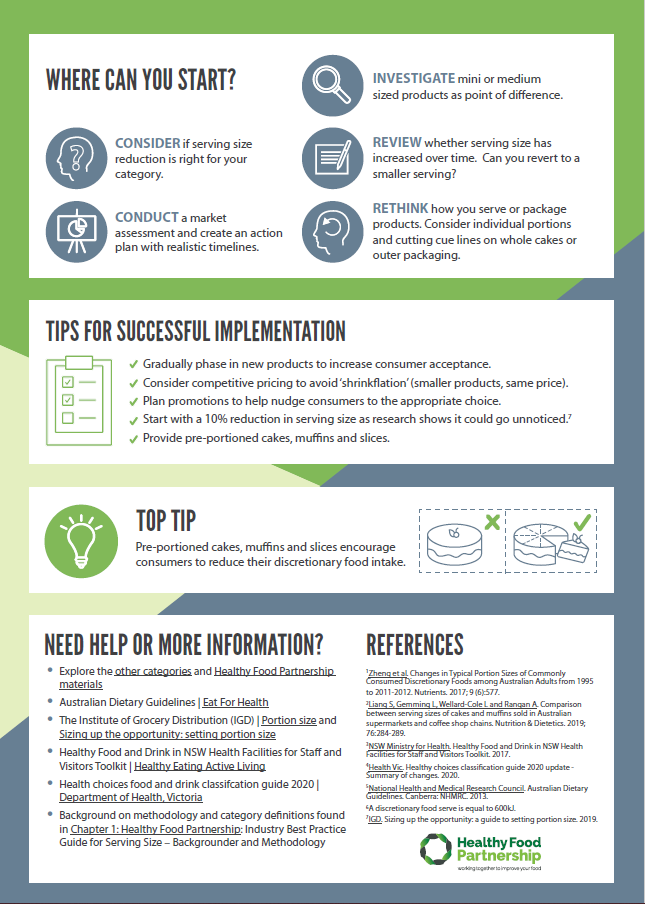 WHERE CAN YOU START?
CONSIDER if serving size
reduction is right for your
category.
CONDUCT a market
assessment and create an action
plan with realistic timelines.
INVESTIGATE mini or medium
sized products as point of difference.
REVIEW whether serving size has
increased over time. Can you revert to a
smaller serving?
RETHINK how you serve or package
products. Consider individual portions
and cutting cue lines on whole cakes or
outer packaging.
TIPS FOR SUCCESSFUL IMPLEMENTATION
Gradually phase in new products to increase consumer acceptance.
Consider competitive pricing to avoid ‘shrinkflation’ (smaller products, same price).
Plan promotions to help nudge consumers to the appropriate choice.
Start with a 10% reduction in serving size as research shows it could go unnoticed.⁷
Provide pre-portioned cakes, muffins and slices.
TOP TIP
Pre-portioned cakes, muffins and slices encourage
consumers to reduce their discretionary food intake.
NEED HELP OR MORE INFORMATION?
• Explore the other categories and Healthy Food Partnership
materials
• Australian Dietary Guidelines | Eat For Health
• The Institute of Grocery Distribution (IGD) | Portion size and
Sizing up the opportunity: setting portion size
• Healthy Food and Drink in NSW Health Facilities for Staff and
Visitors Toolkit | Healthy Eating Active Living
• Health choices food and drink classifcation guide 2020 |
Department of Health, Victoria
• Background on methodology and category definitions found
in Chapter 1: Healthy Food Partnership: Industry Best Practice
Guide for Serving Size – Backgrounder and Methodology
REFERENCES
¹Zheng et al. Changes in Typical Portion Sizes of Commonly
Consumed Discretionary Foods among Australian Adults from 1995
to 2011-2012. Nutrients. 2017; 9 (6):577.
²Liang S, Gemming L, Wellard-Cole L and Rangan A. Comparison
between serving sizes of cakes and muffins sold in Australian
supermarkets and coffee shop chains. Nutrition & Dietetics. 2019;
76:284-289.
³NSW Ministry for Health. Healthy Food and Drink in NSW Health
Facilities for Staff and Visitors Toolkit. 2017.
⁴Health Vic. Healthy choices classification guide 2020 update -
Summary of changes. 2020.
⁵National Health and Medical Research Council. Australian Dietary
Guidelines. Canberra: NHMRC. 2013.
⁶A discretionary food serve is equal to 600kJ.
⁷IGD. Sizing up the opportunity: a guide to setting portion size. 2019.
Healthy Food
Partnership
working together to improve your food